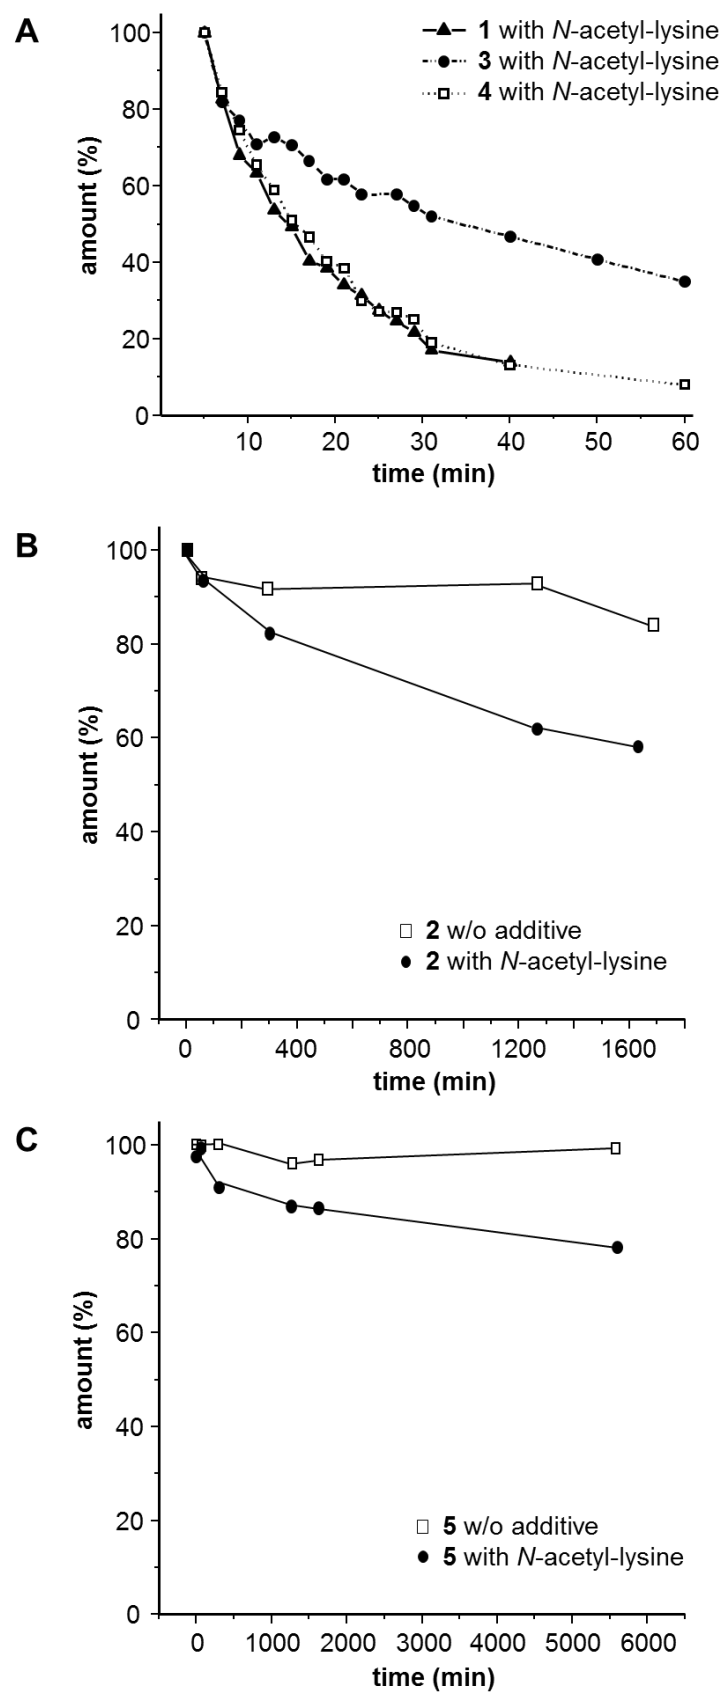 A
1 with N-acetyl-lysine
3 with N-acetyl-lysine
4 with N-acetyl-lysine
amount (%)
100
80
60
40
20
0
10 20 30 40 50 60
time (min)
B
amount (%)
100
80
60
40
20
0
2 w/o additive
2 with N-acetyl-lysine
0 400 800 1200 1600
time (min)
C
amount (%)
100
80
60
40
20
0
5 w/o additive
5 with N-acetyl-lysine
0 1000 2000 3000 4000 5000 6000
time (min)